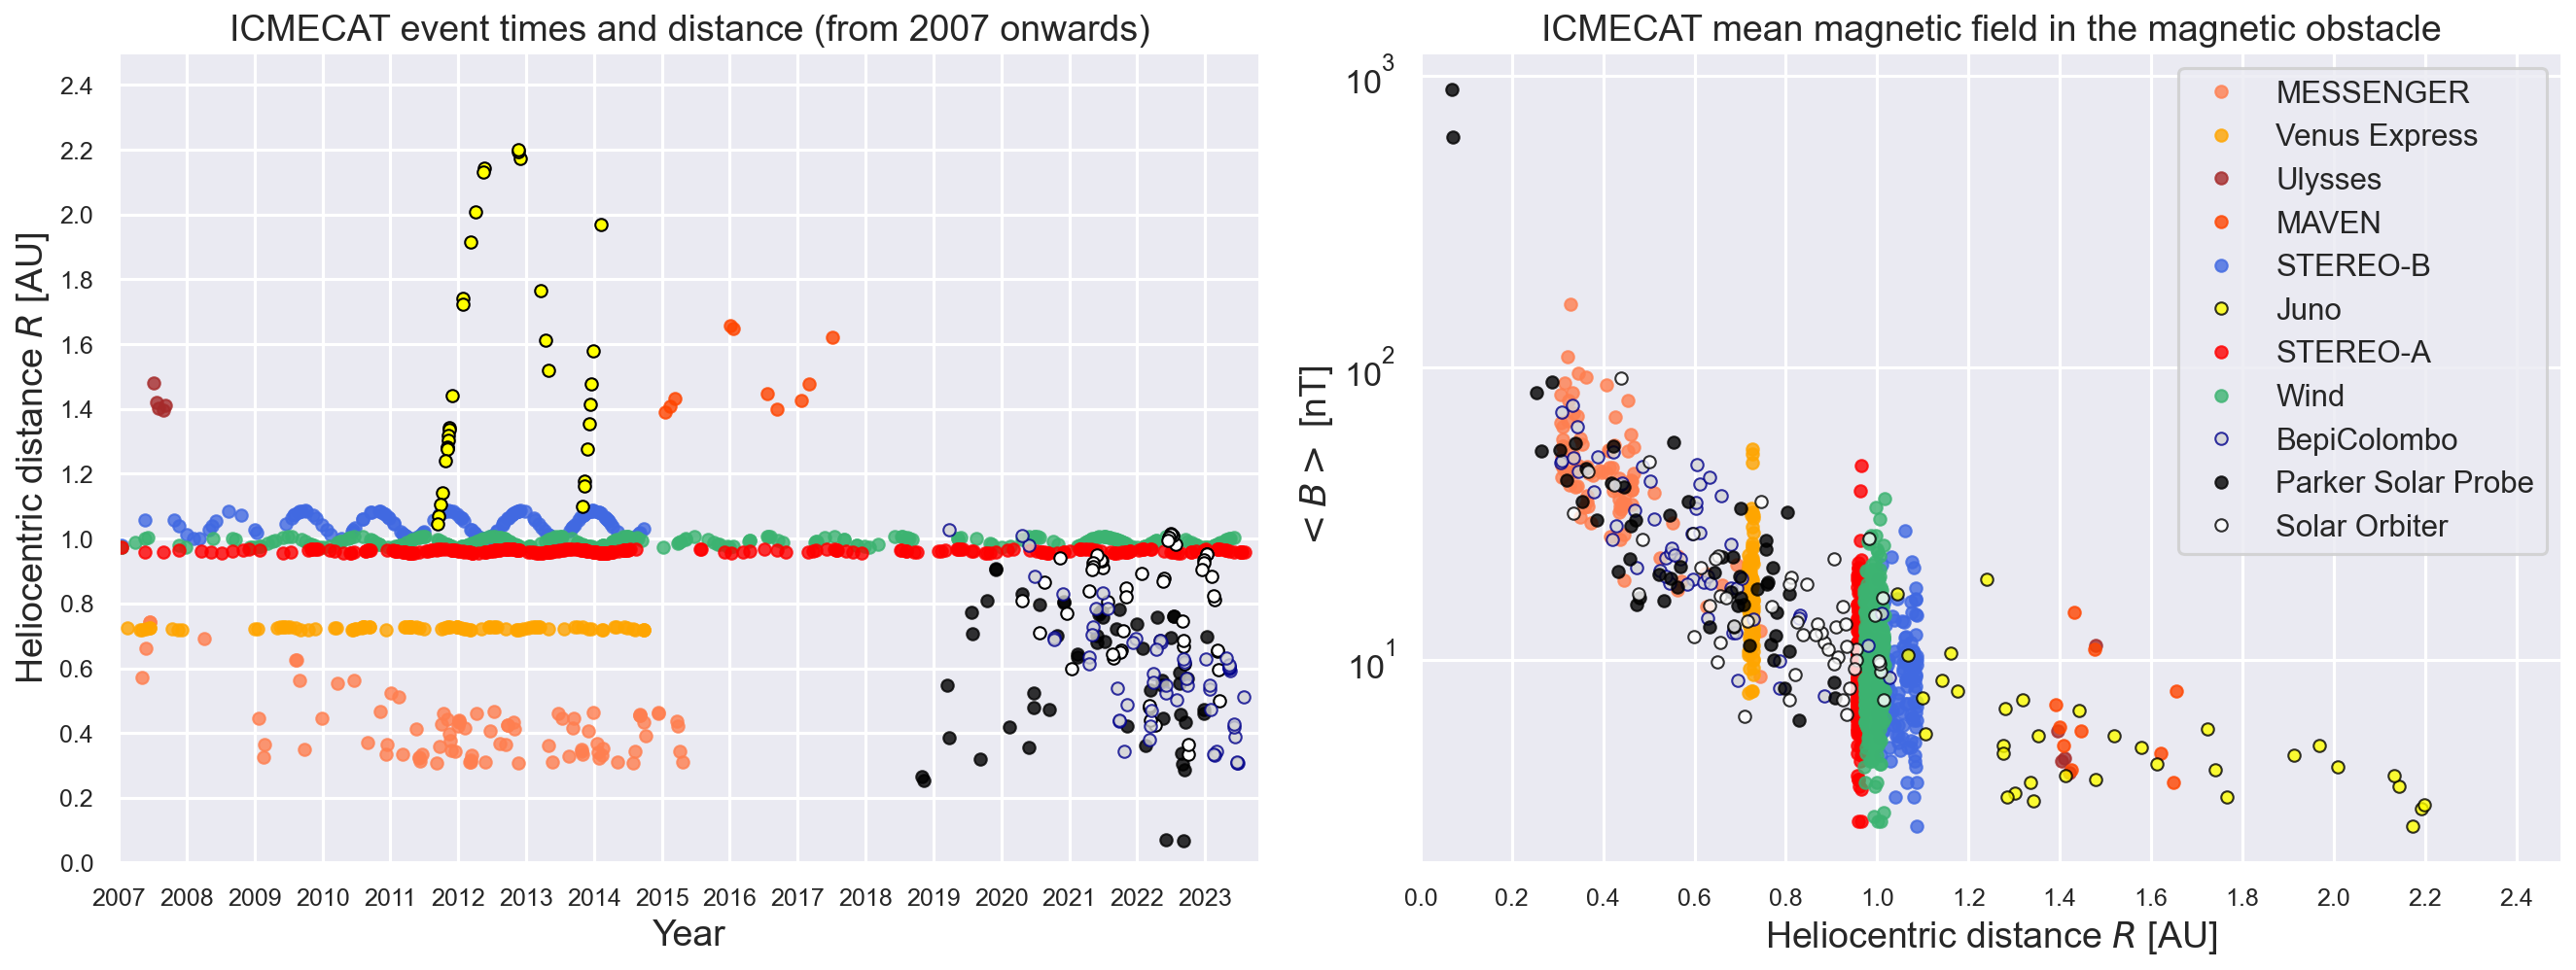 ICMECAT event times and distance (from 2007 onwards)
Heliocentric distance R [AU]
2.4
2.2
2.0
1.8
1.6
1.4
1.2
1.0
0.8
0.6
0.4
0.2
0.0
2007 2008 2009 2010 2011 2012 2013 2014 2015 2016 2017 2018 2019 2020 2021 2022 2023
Year
ICMECAT mean magnetic field in the magnetic obstacle
< B > [nT]
10³
10²
10¹
MESSENGER
Venus Express
Ulysses
MAVEN
STEREO-B
Juno
STEREO-A
Wind
BepiColombo
Parker Solar Probe
Solar Orbiter
0.0 0.2 0.4 0.6 0.8 1.0 1.2 1.4 1.6 1.8 2.0 2.2 2.4
Heliocentric distance R [AU]